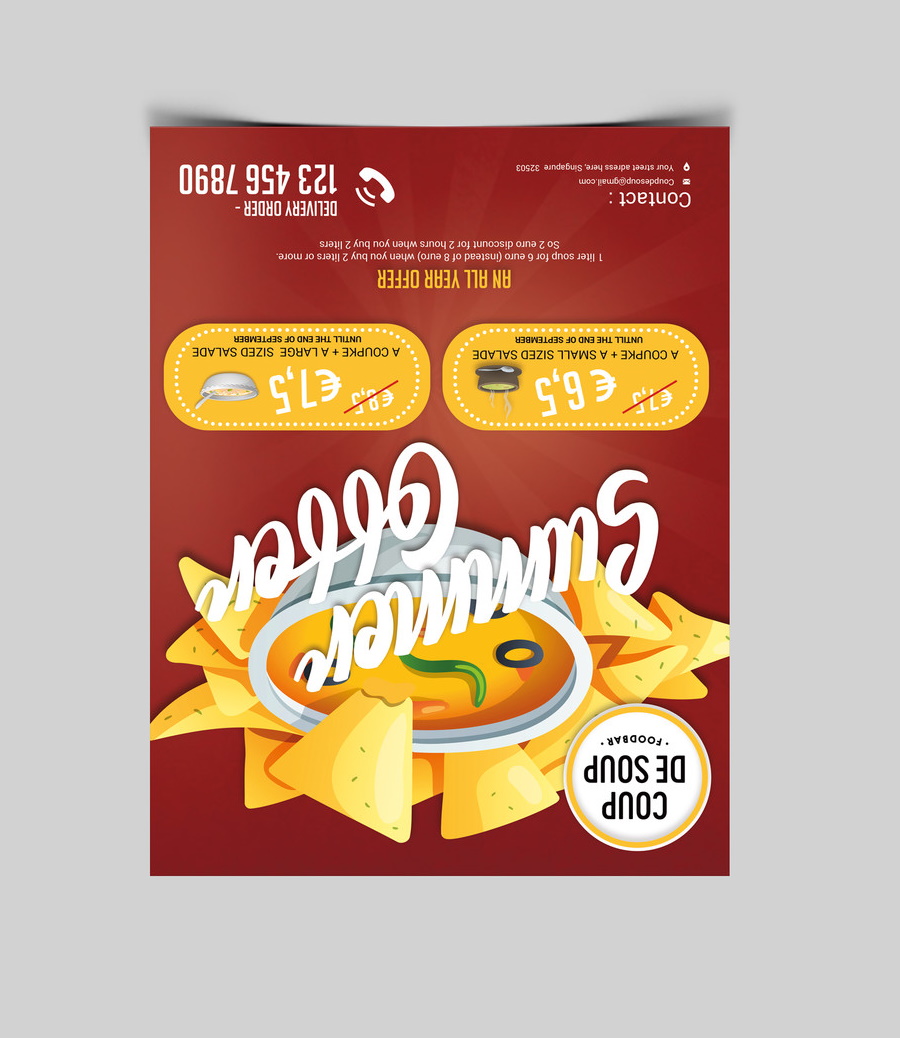 COUP
DE SOUP
• FOODBAR •
Summer
Offer
€7,5
€6,5
A COUPKE + A SMALL SIZED SALADE
UNTILL THE END OF SEPTEMBER
€8,5
€7,5
A COUPKE + A LARGE SIZED SALADE
UNTILL THE END OF SEPTEMBER
AN ALL YEAR OFFER
1 liter soup for 6 euro (instead of 8 euro) when you buy 2 liters or more.
So 2 euro discount for 2 hours when you buy 2 liters
Contact :
Coupdesoup@gmail.com
Your street adress here, Singapure 32503
DELIVERY ORDER -
123 456 7890